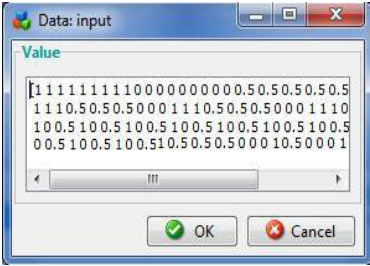 Data: input
Value
[1 1 1 1 1 1 1 1 1 0 0 0 0 0 0 0 0 0 0.5 0.5 0.5 0.5 0.5
1 1 1 0.5 0.5 0.5 0 0 0 1 1 1 0.5 0.5 0.5 0 0 0 1 1 1 0
1 0 0.5 1 0 0.5 1 0 0.5 1 0 0.5 1 0 0.5 1 0 0.5 1 0 0.5
0 0.5 1 0 0.5 1 0 0.5 1 0.5 0.5 0.5 0 0 0 1 0.5 0 0 0 1
OK
Cancel